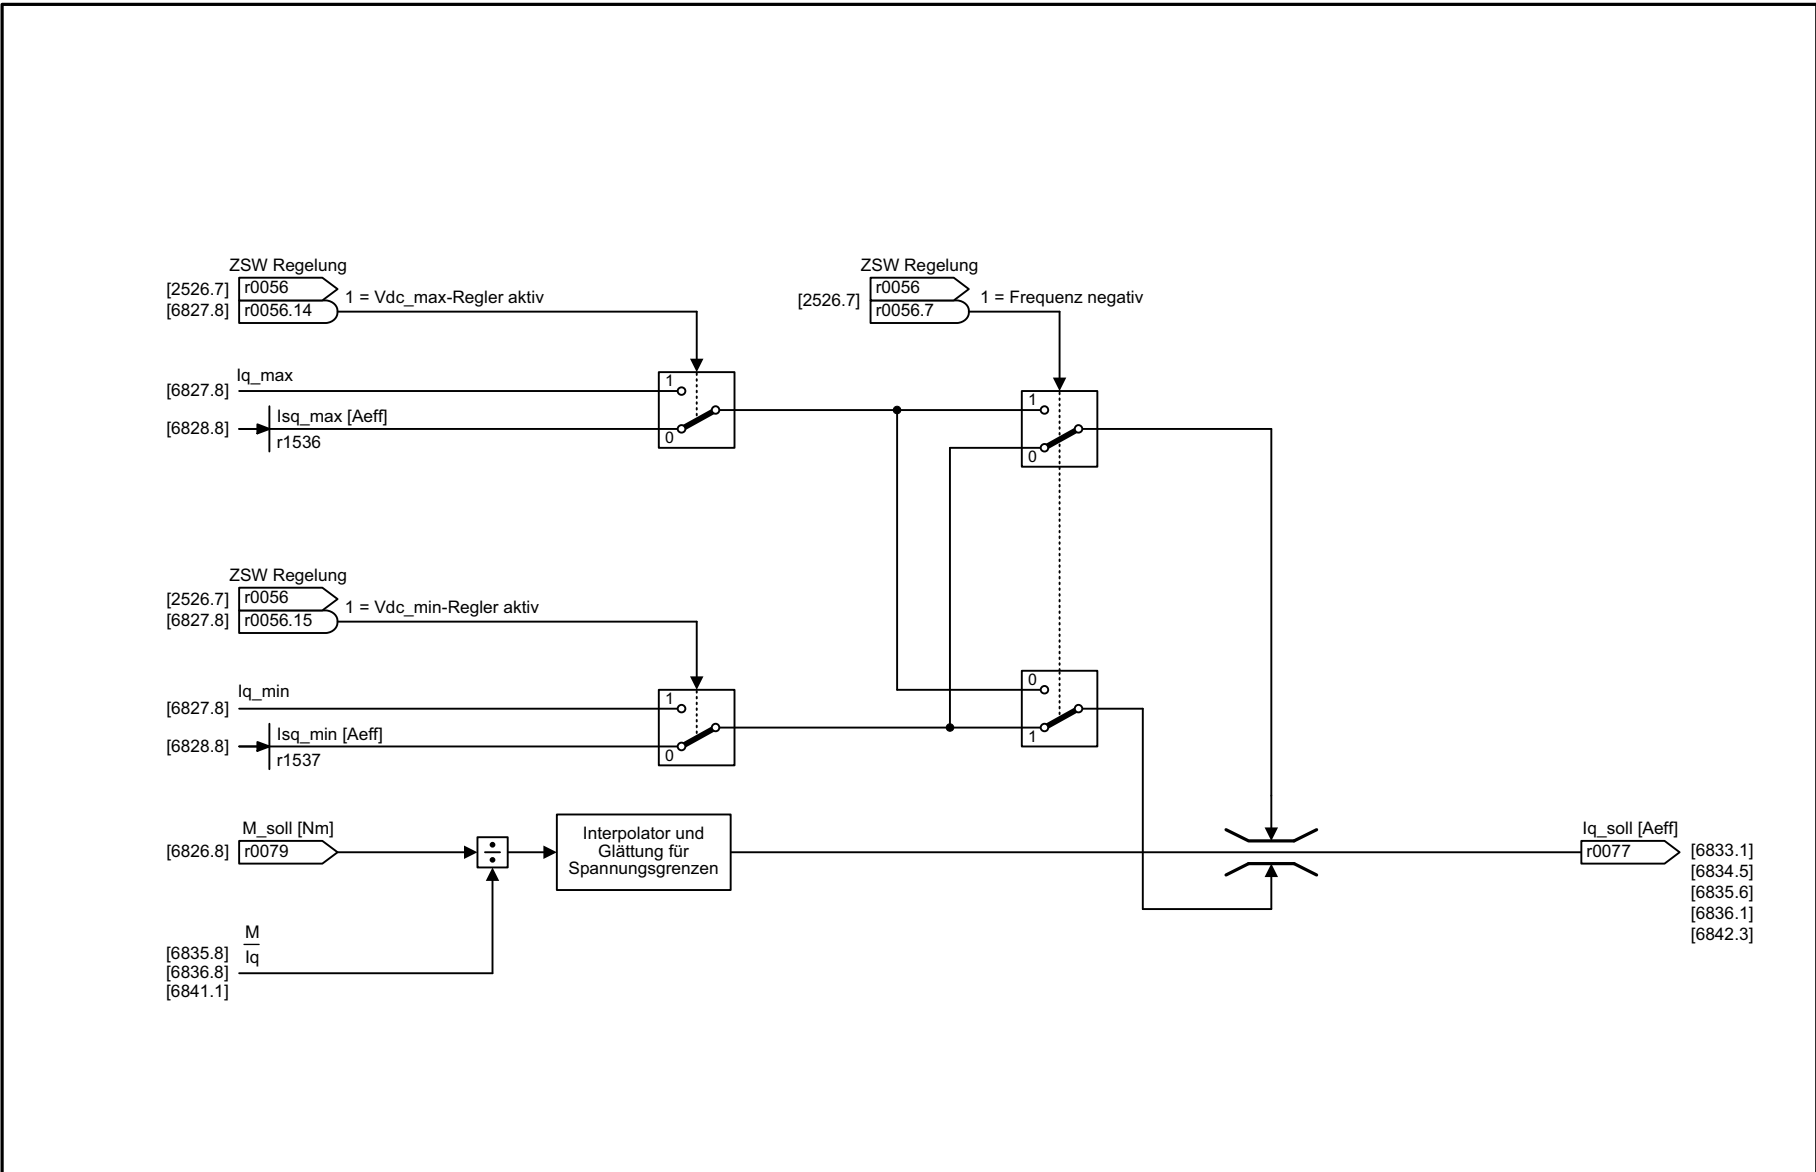 ZSW Regelung
[2526.7] r0056
1 = Vdc_max-Regler aktiv
[6827.8] r0056.14
ZSW Regelung
r0056
[2526.7]
1 = Frequenz negativ
r0056.7
Iq_max
[6827.8]
1
Isq_max [Aeff]
[6828.8]
0
r1536
1
0
ZSW Regelung
[2526.7] r0056
1 = Vdc_min-Regler aktiv
[6827.8] r0056.15
Iq_min
[6827.8]
1
Isq_min [Aeff]
[6828.8]
0
r1537
0
1
M_soll [Nm]
[6826.8] r0079
÷
Interpolator und
Glättung für
Spannungsgrenzen
Iq_soll [Aeff]
r0077 [6833.1]
[6834.5]
[6835.6]
[6836.1]
[6842.3]
M
Iq
[6835.8]
[6836.8]
[6841.1]